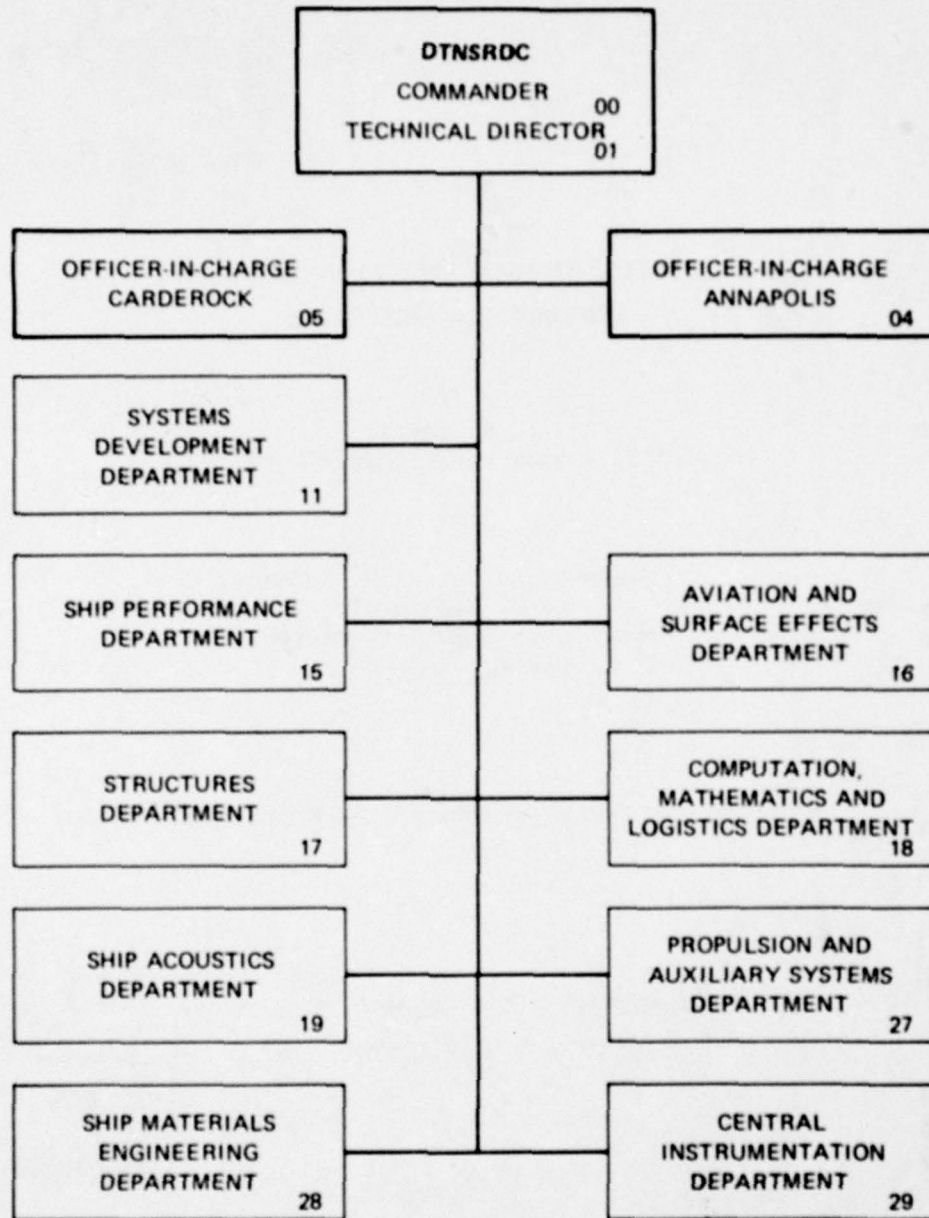 DTNSRDC
COMMANDER
00
TECHNICAL DIRECTOR
01
OFFICER-IN-CHARGE
CARDEROCK
05
OFFICER-IN-CHARGE
ANNAPOLIS
04
SYSTEMS
DEVELOPMENT
DEPARTMENT
11
SHIP PERFORMANCE
DEPARTMENT
15
AVIATION AND
SURFACE EFFECTS
DEPARTMENT
16
STRUCTURES
DEPARTMENT
17
COMPUTATION,
MATHEMATICS AND
LOGISTICS DEPARTMENT
18
SHIP ACOUSTICS
DEPARTMENT
19
PROPULSION AND
AUXILIARY SYSTEMS
DEPARTMENT
27
SHIP MATERIALS
ENGINEERING
DEPARTMENT
28
CENTRAL
INSTRUMENTATION
DEPARTMENT
29